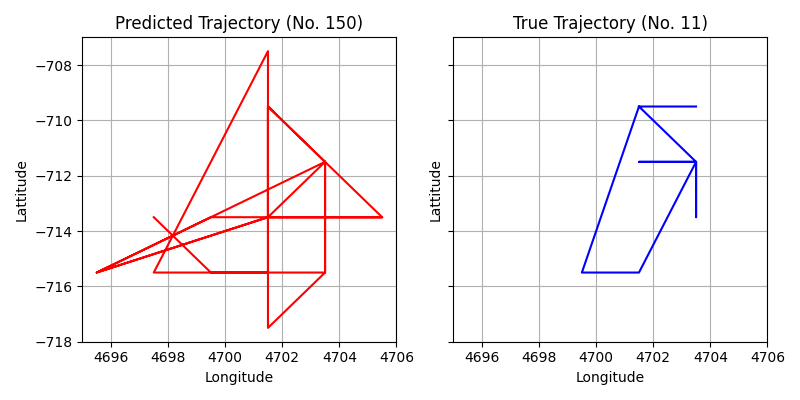 Predicted Trajectory (No. 150)
True Trajectory (No. 11)
−708
−710
−712
−714
−716
−718
Lattitude
Lattitude
4696 4698 4700 4702 4704 4706
4696 4698 4700 4702 4704 4706
Longitude
Longitude